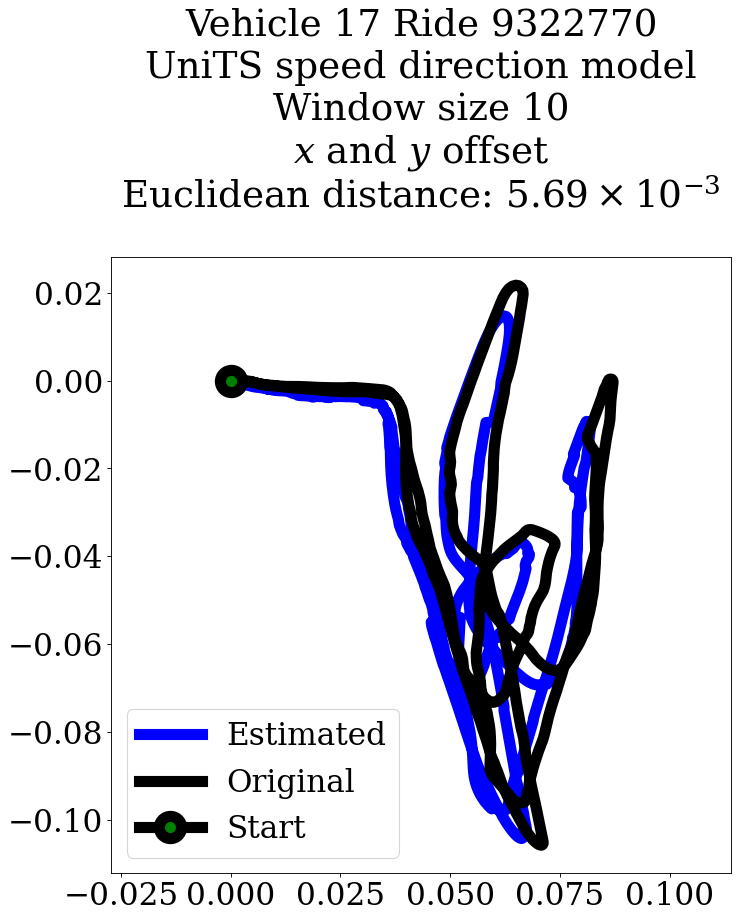 Vehicle 17 Ride 9322770
UniTS speed direction model
Window size 10
x and y offset
Euclidean distance: 5.69 × 10⁻³
0.02
0.00
−0.02
−0.04
−0.06
−0.08
−0.10
Estimated
Original
Start
−0.025 0.000 0.025 0.050 0.075 0.100